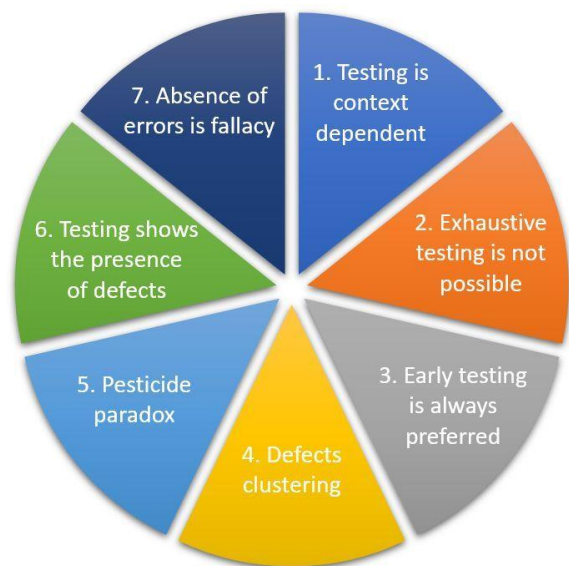 1. Testing is
context
dependent
2. Exhaustive
testing is not
possible
3. Early testing
is always
preferred
4. Defects
clustering
5. Pesticide
paradox
6. Testing shows
the presence
of defects
7. Absence of
errors is fallacy